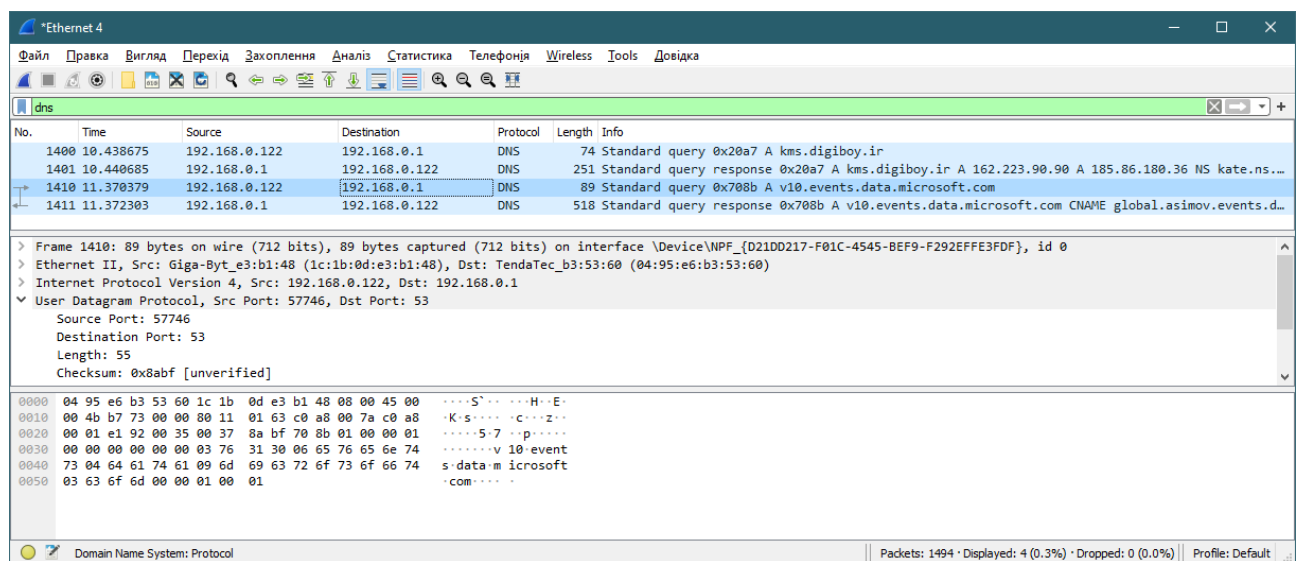 *Ethernet 4
Файл Правка Вигляд Перехід Захоплення Аналіз Статистика Телефонія Wireless Tools Довідка
dns
No. Time Source Destination Protocol Length Info
1400 10.438675 192.168.0.122 192.168.0.1 DNS 74 Standard query 0x20a7 A kms.digiboy.ir
1401 10.440685 192.168.0.1 192.168.0.122 DNS 251 Standard query response 0x20a7 A kms.digiboy.ir A 162.223.90.90 A 185.86.180.36 NS kate.ns.…
1410 11.370379 192.168.0.122 192.168.0.1 DNS 89 Standard query 0x708b A v10.events.data.microsoft.com
1411 11.372303 192.168.0.1 192.168.0.122 DNS 518 Standard query response 0x708b A v10.events.data.microsoft.com CNAME global.asimov.events.d…
> Frame 1410: 89 bytes on wire (712 bits), 89 bytes captured (712 bits) on interface \Device\NPF_{D21DD217-F01C-4545-BEF9-F292EFFE3FDF}, id 0
> Ethernet II, Src: Giga-Byt_e3:b1:48 (1c:1b:0d:e3:b1:48), Dst: TendaTec_b3:53:60 (04:95:e6:b3:53:60)
> Internet Protocol Version 4, Src: 192.168.0.122, Dst: 192.168.0.1
User Datagram Protocol, Src Port: 57746, Dst Port: 53
Source Port: 57746
Destination Port: 53
Length: 55
Checksum: 0x8abf [unverified]
0000 04 95 e6 b3 53 60 1c 1b 0d e3 b1 48 08 00 45 00 ····S`·· ···H··E·
0010 00 4b b7 73 00 00 80 11 01 63 c0 a8 00 7a c0 a8 ·K·s···· ·c···z··
0020 00 01 e1 92 00 35 00 37 8a bf 70 8b 01 00 00 01 ·····5·7 ··p·····
0030 00 00 00 00 00 00 03 76 31 30 06 65 76 65 6e 74 ·······v 10·event
0040 73 04 64 61 74 61 09 6d 69 63 72 6f 73 6f 66 74 s·data·m icrosoft
0050 03 63 6f 6d 00 00 01 00 01 ·com···· ·
Domain Name System: Protocol Packets: 1494 · Displayed: 4 (0.3%) · Dropped: 0 (0.0%) Profile: Default